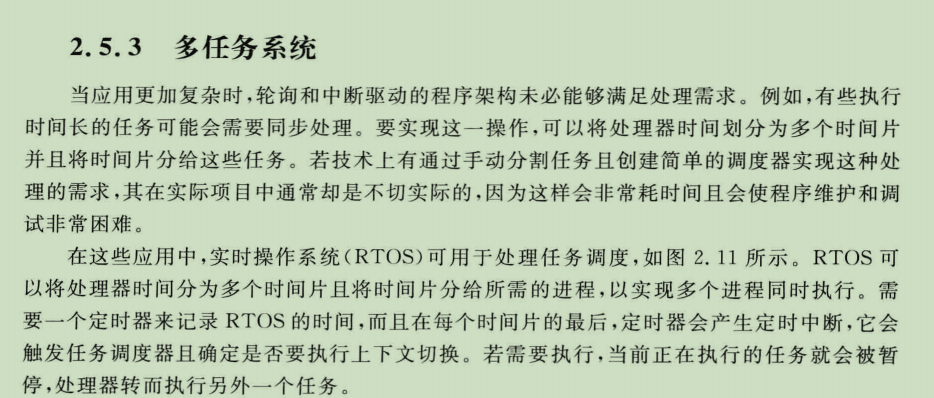 2.5.3 多任务系统
当应用更加复杂时,轮询和中断驱动的程序架构未必能够满足处理需求。例如,有些执行
时间长的任务可能会需要同步处理。要实现这一操作,可以将处理器时间划分为多个时间片
并且将时间片分给这些任务。若技术上有通过手动分割任务且创建简单的调度器实现这种处
理的需求,其在实际项目中通常却是不切实际的,因为这样会非常耗时间且会使程序维护和调
试非常困难。
在这些应用中,实时操作系统(RTOS)可用于处理任务调度,如图 2.11 所示。RTOS 可
以将处理器时间分为多个时间片且将时间片分给所需的进程,以实现多个进程同时执行。需
要一个定时器来记录 RTOS 的时间,而且在每个时间片的最后,定时器会产生定时中断,它会
触发任务调度器且确定是否要执行上下文切换。若需要执行,当前正在执行的任务就会被暂
停,处理器转而执行另外一个任务。